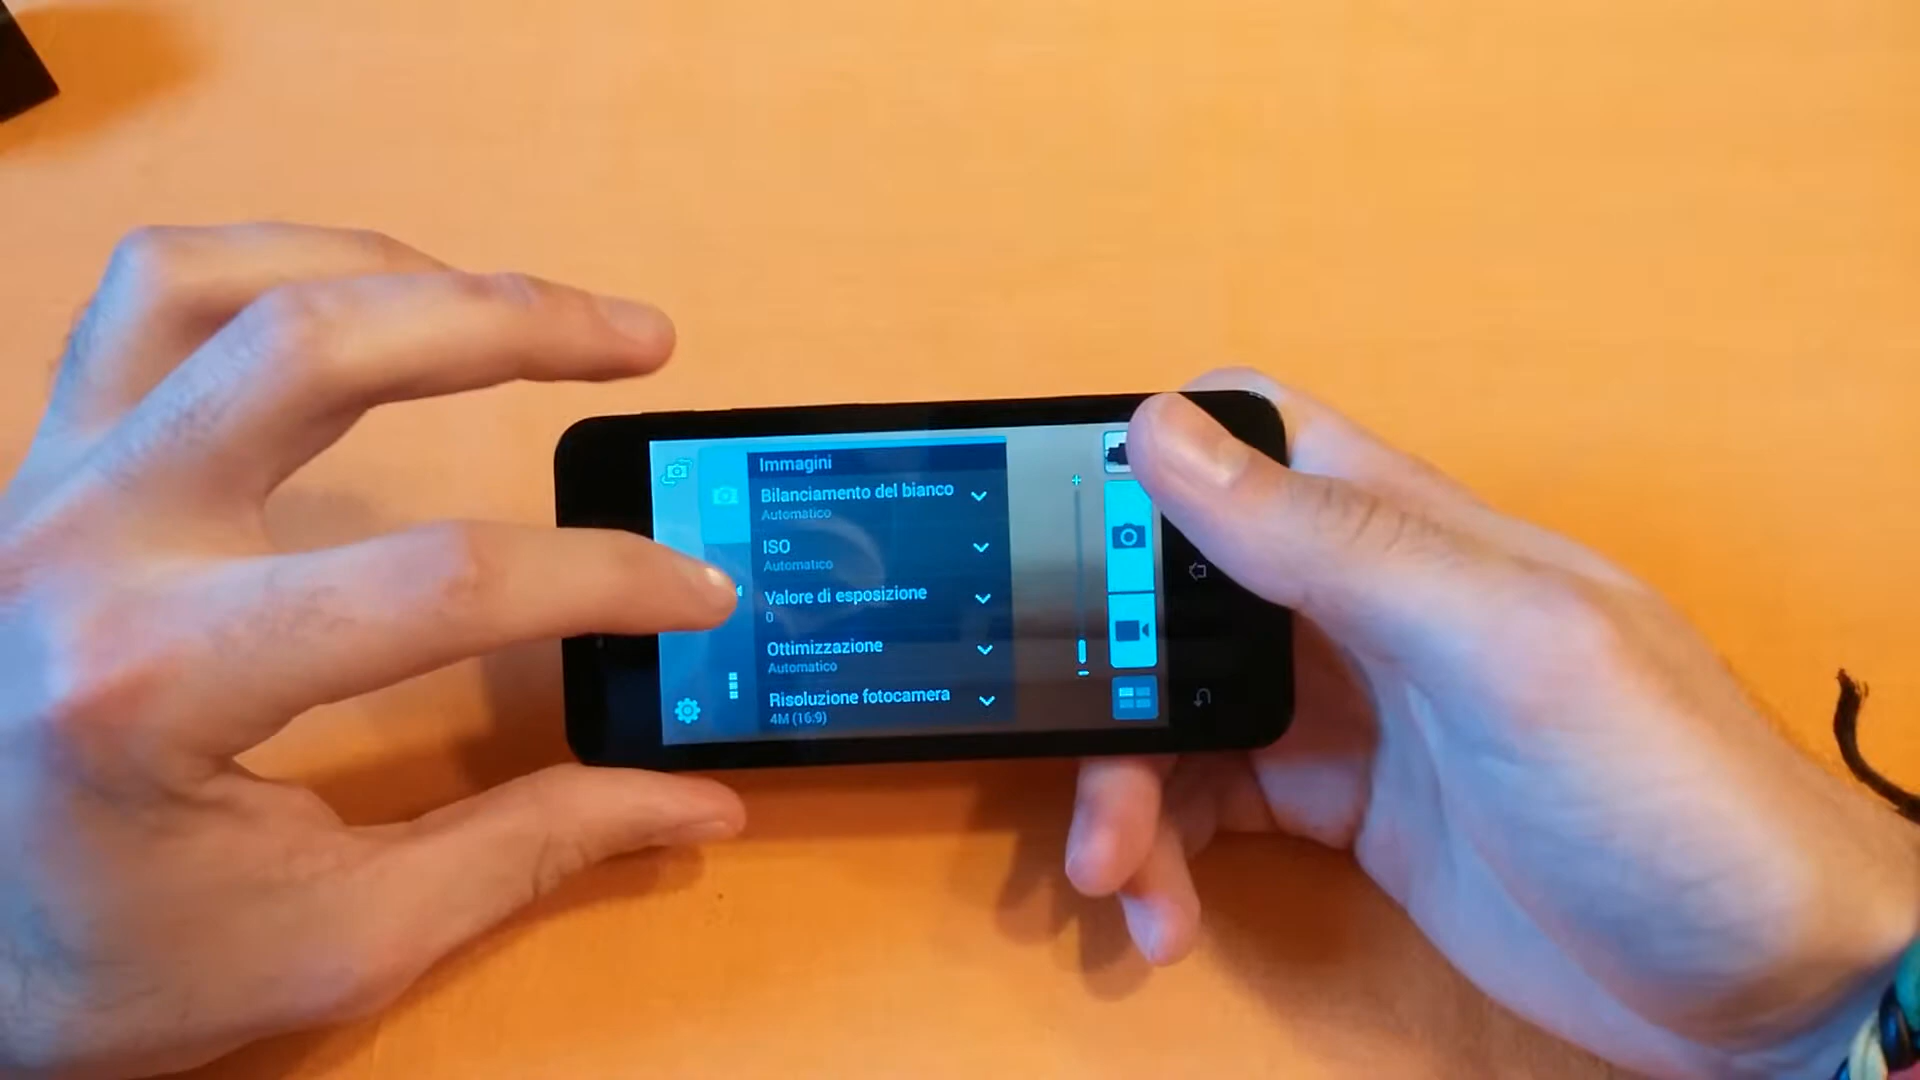 Immagini
Bilanciamento del bianco
Automatico
ISO
Automatico
Valore di esposizione
0
Ottimizzazione
Automatico
Risoluzione fotocamera
4M (16:9)